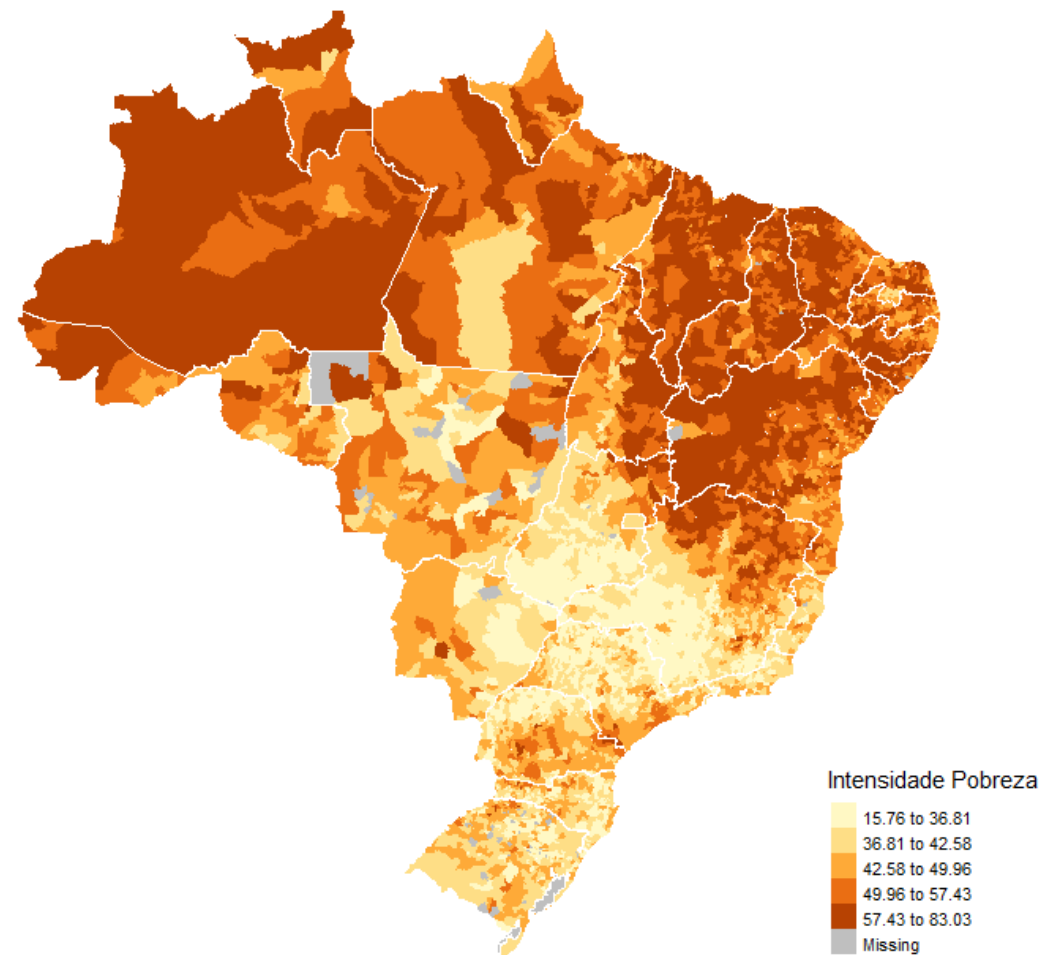 Intensidade Pobreza
15.76 to 36.81
36.81 to 42.58
42.58 to 49.96
49.96 to 57.43
57.43 to 83.03
Missing